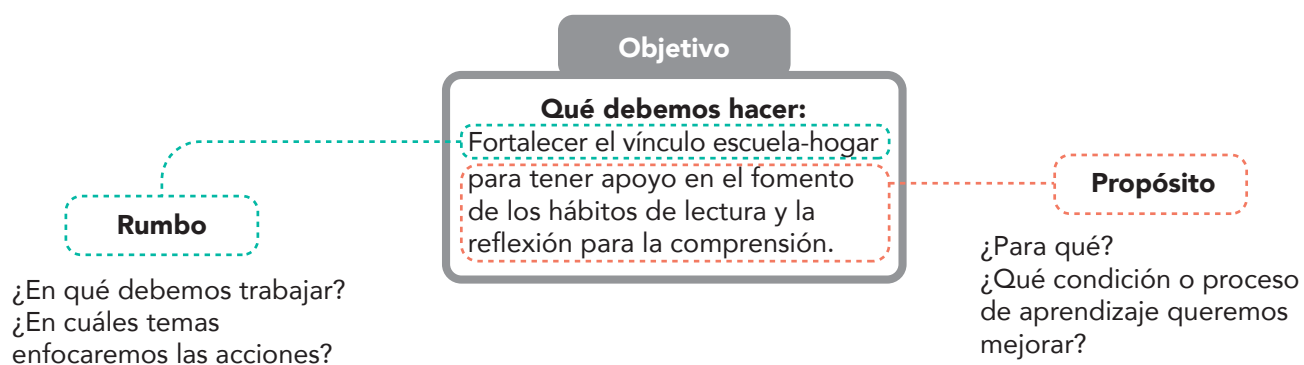 Objetivo
Qué debemos hacer:
Fortalecer el vínculo escuela-hogar
para tener apoyo en el fomento
de los hábitos de lectura y la
reflexión para la comprensión.
Rumbo
¿En qué debemos trabajar?
¿En cuáles temas
enfocaremos las acciones?
Propósito
¿Para qué?
¿Qué condición o proceso
de aprendizaje queremos
mejorar?